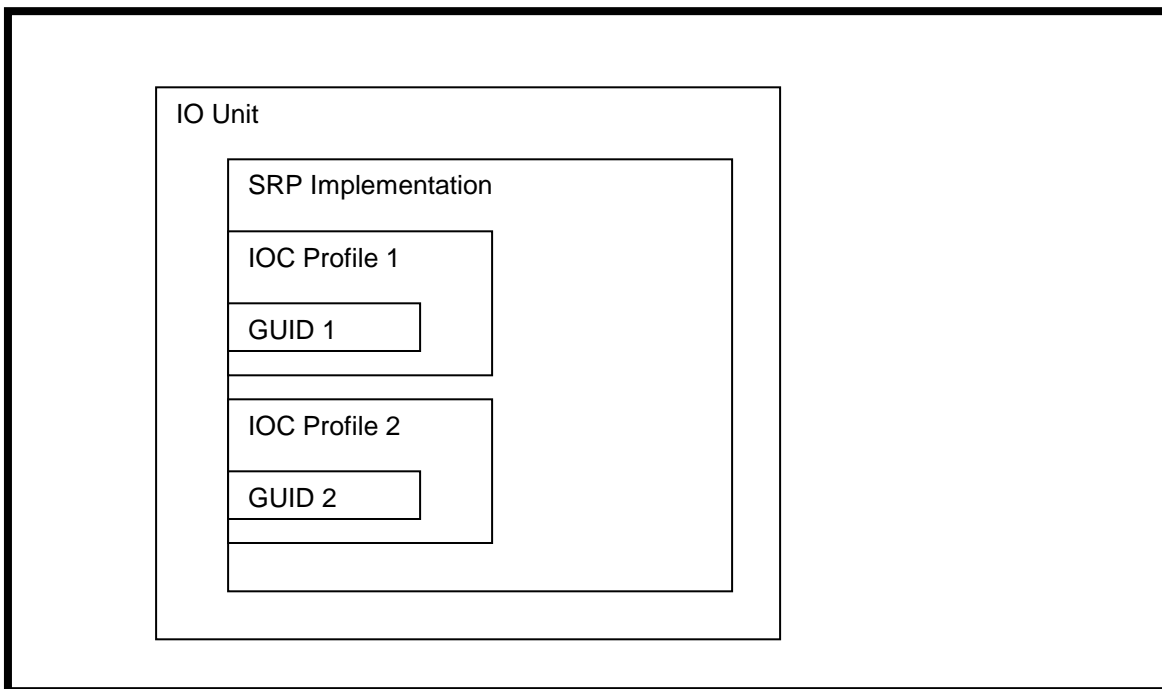 IO Unit
SRP Implementation
IOC Profile 1
GUID 1
IOC Profile 2
GUID 2